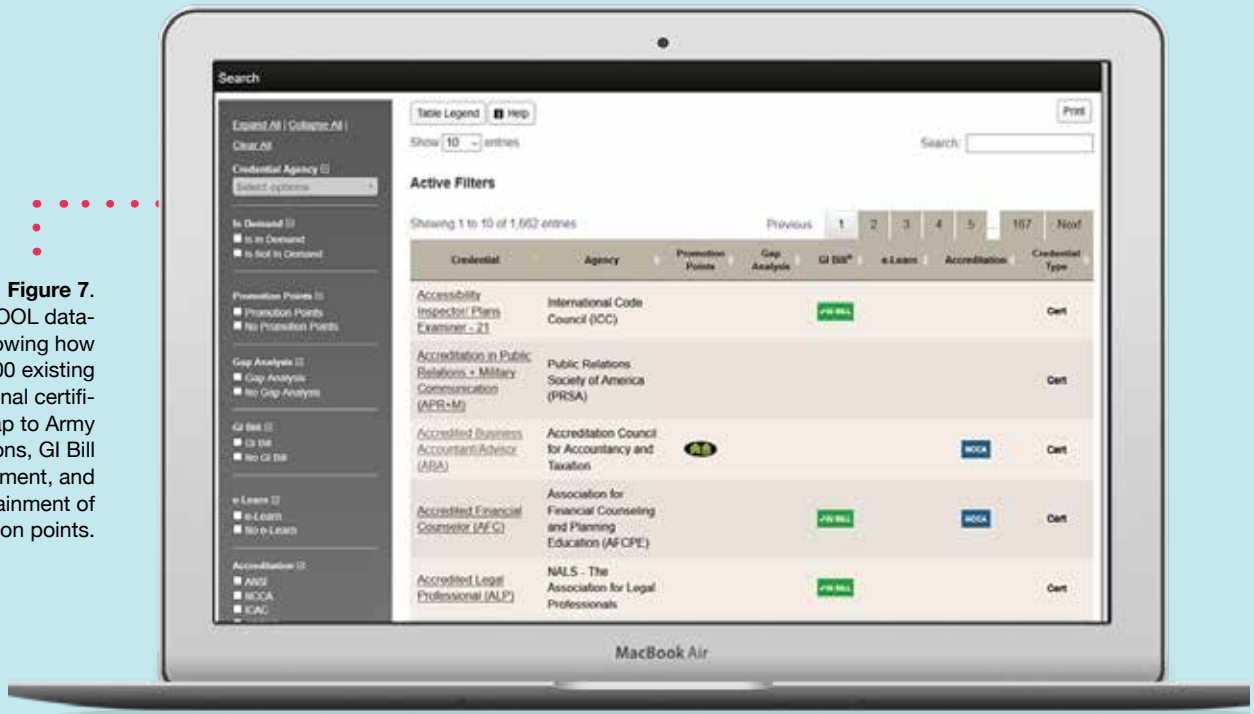 Search
Expand All | Collapse All |
Clear All
Credential Agency
Select options
Is Demand
Is In Demand
Is Not In Demand
Promotion Points
Promotion Points
No Promotion Points
Gap Analysis
Gap Analysis
No Gap Analysis
GI Bill
GI Bill
No GI Bill
e-Learn
e-Learn
No e-Learn
Accreditation
ANSI
NCCA
ICAC
Table Legend
Help
Print
Show 10 entries
Search:
Active Filters
Showing 1 to 10 of 1,662 entries
Previous 1 2 3 4 5 ... 167 Next
Credential Agency Promotion Points Gap Analysis GI Bill® e-Learn Accreditation Credential Type
Accessibility
Inspector/ Plans
Examiner - 21
International Code
Council (ICC)
GI BILL
Cert
Accreditation in Public
Relations + Military
Communication
(APR+M)
Public Relations
Society of America
(PRSA)
Cert
Accredited Business
Accountant/Advisor
(ABA)
Accreditation Council
for Accountancy and
Taxation
NCCA
Cert
Accredited Financial
Counselor (AFC)
Association for
Financial Counseling
and Planning
Education (AFCPE)
GI BILL
NCCA
Cert
Accredited Legal
Professional (ALP)
NALS - The
Association for Legal
Professionals
GI BILL
Cert
MacBook Air
Figure 7.
OOL data-
owing how
00 existing
nal certifi-
ap to Army
ons, GI Bill
ment, and
ainment of
on points.